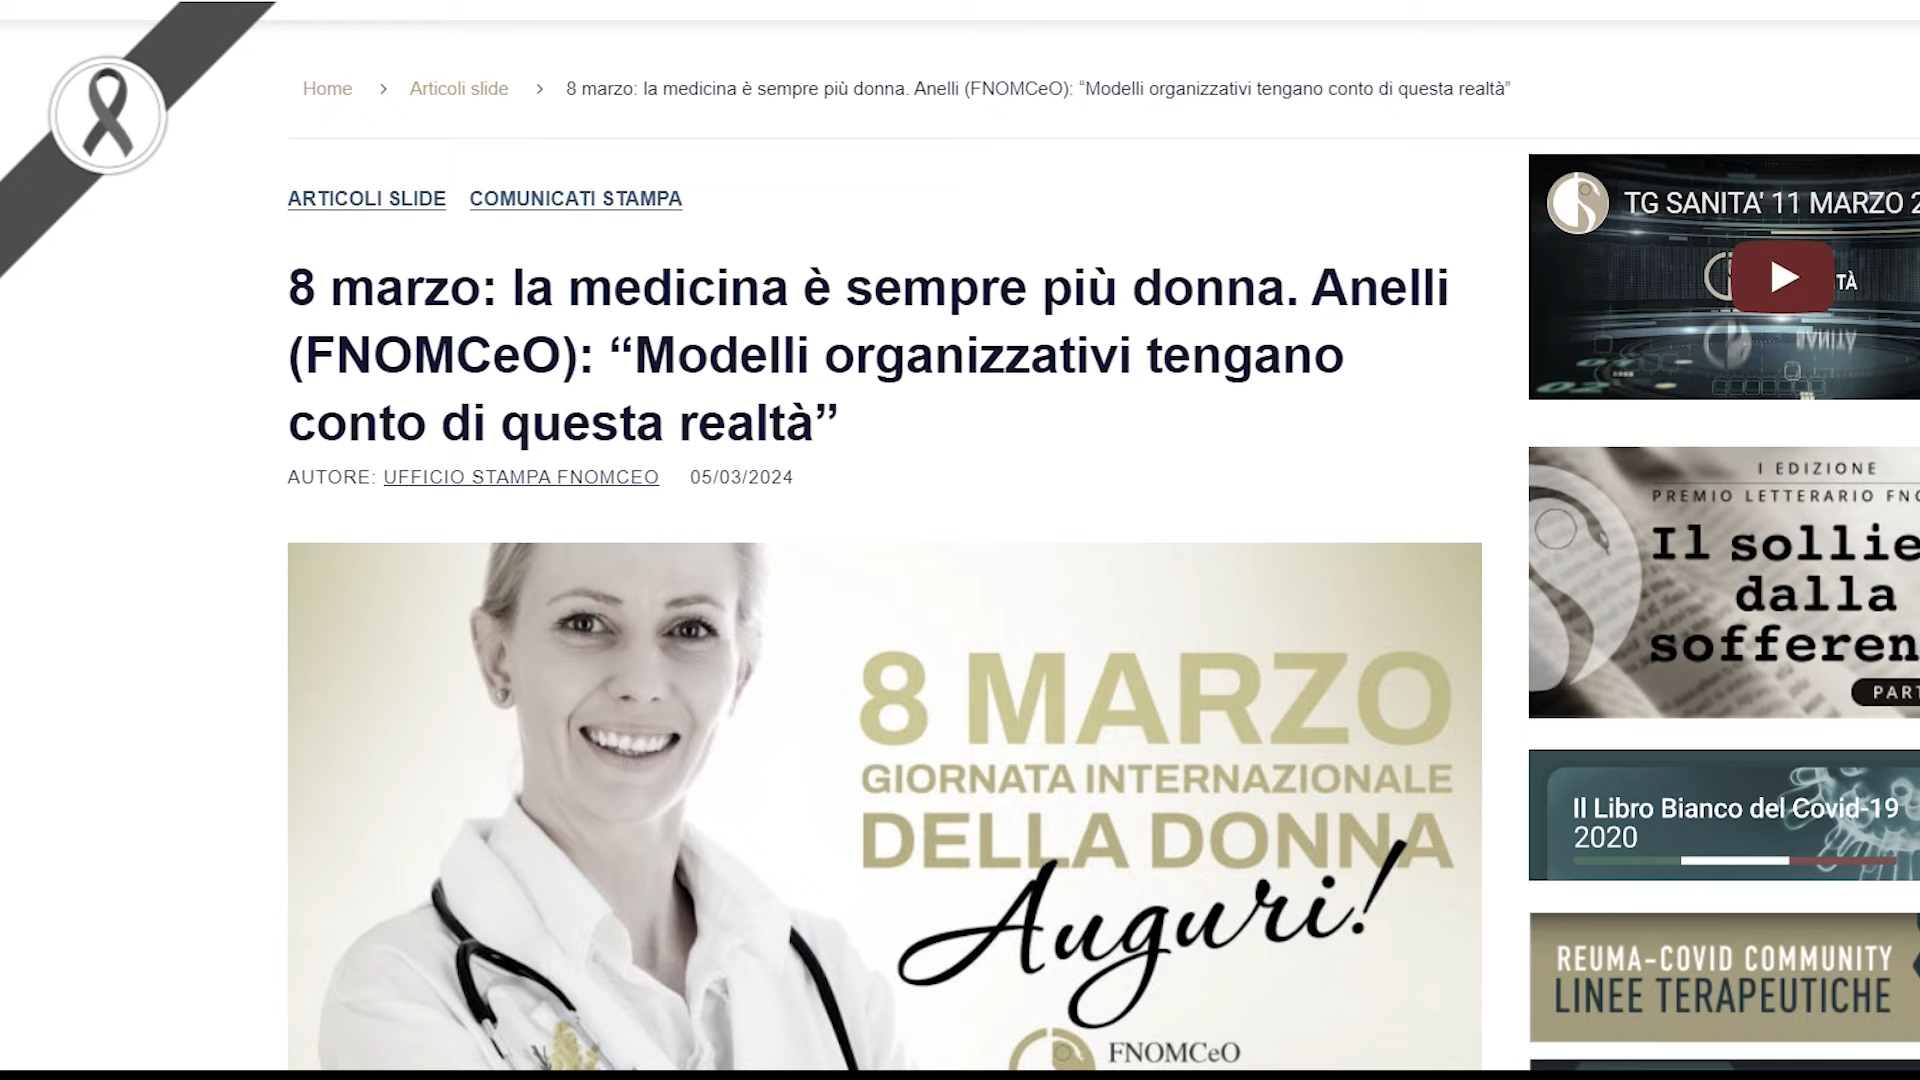 Home > Articoli slide > 8 marzo: la medicina è sempre più donna. Anelli (FNOMCeO): “Modelli organizzativi tengano conto di questa realtà”
ARTICOLI SLIDE COMUNICATI STAMPA
8 marzo: la medicina è sempre più donna. Anelli
(FNOMCeO): “Modelli organizzativi tengano
conto di questa realtà”
AUTORE: UFFICIO STAMPA FNOMCEO 05/03/2024
8 MARZO
GIORNATA INTERNAZIONALE
DELLA DONNA
Auguri!
FNOMCeO
TG SANITA' 11 MARZO 2
TÀ
I EDIZIONE
PREMIO LETTERARIO FNO
Il sollie
dalla
sofferen
PART
Il Libro Bianco del Covid-19
2020
REUMA-COVID COMMUNITY
LINEE TERAPEUTICHE